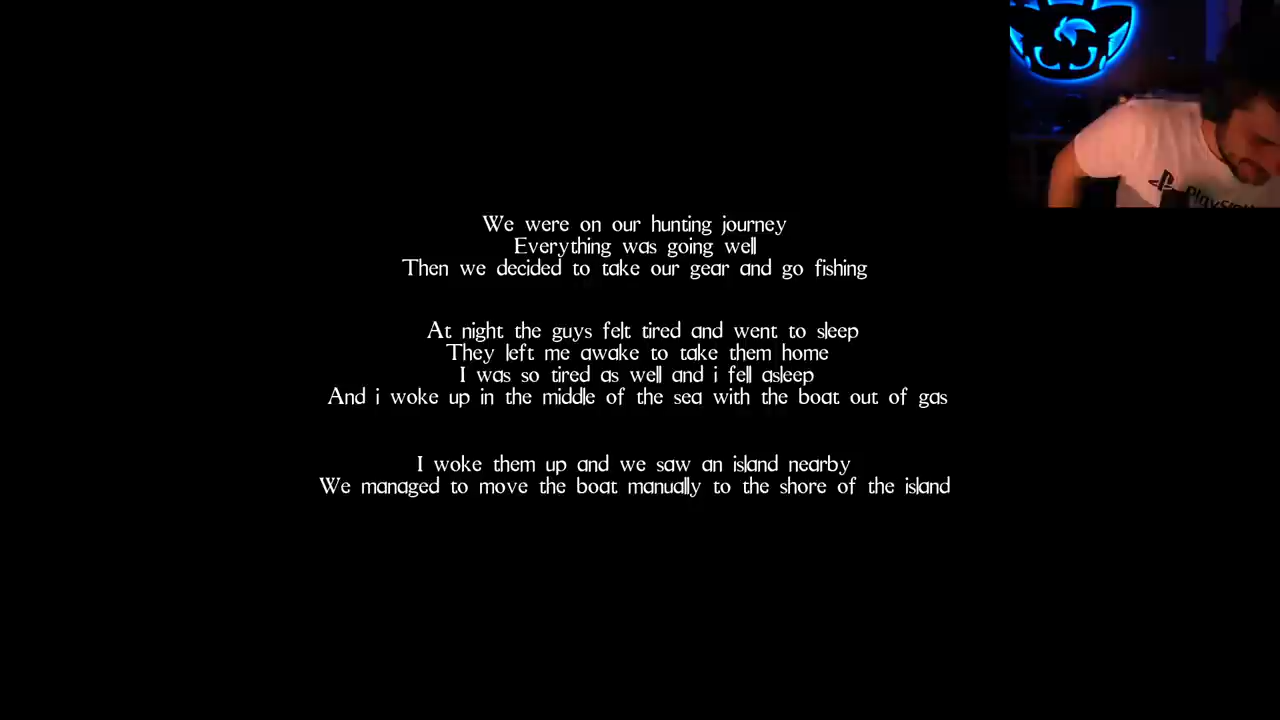 We were on our hunting journey
Everything was going well
Then we decided to take our gear and go fishing
At night the guys felt tired and went to sleep
They left me awake to take them home
I was so tired as well and i fell asleep
And i woke up in the middle of the sea with the boat out of gas
I woke them up and we saw an island nearby
We managed to move the boat manually to the shore of the island